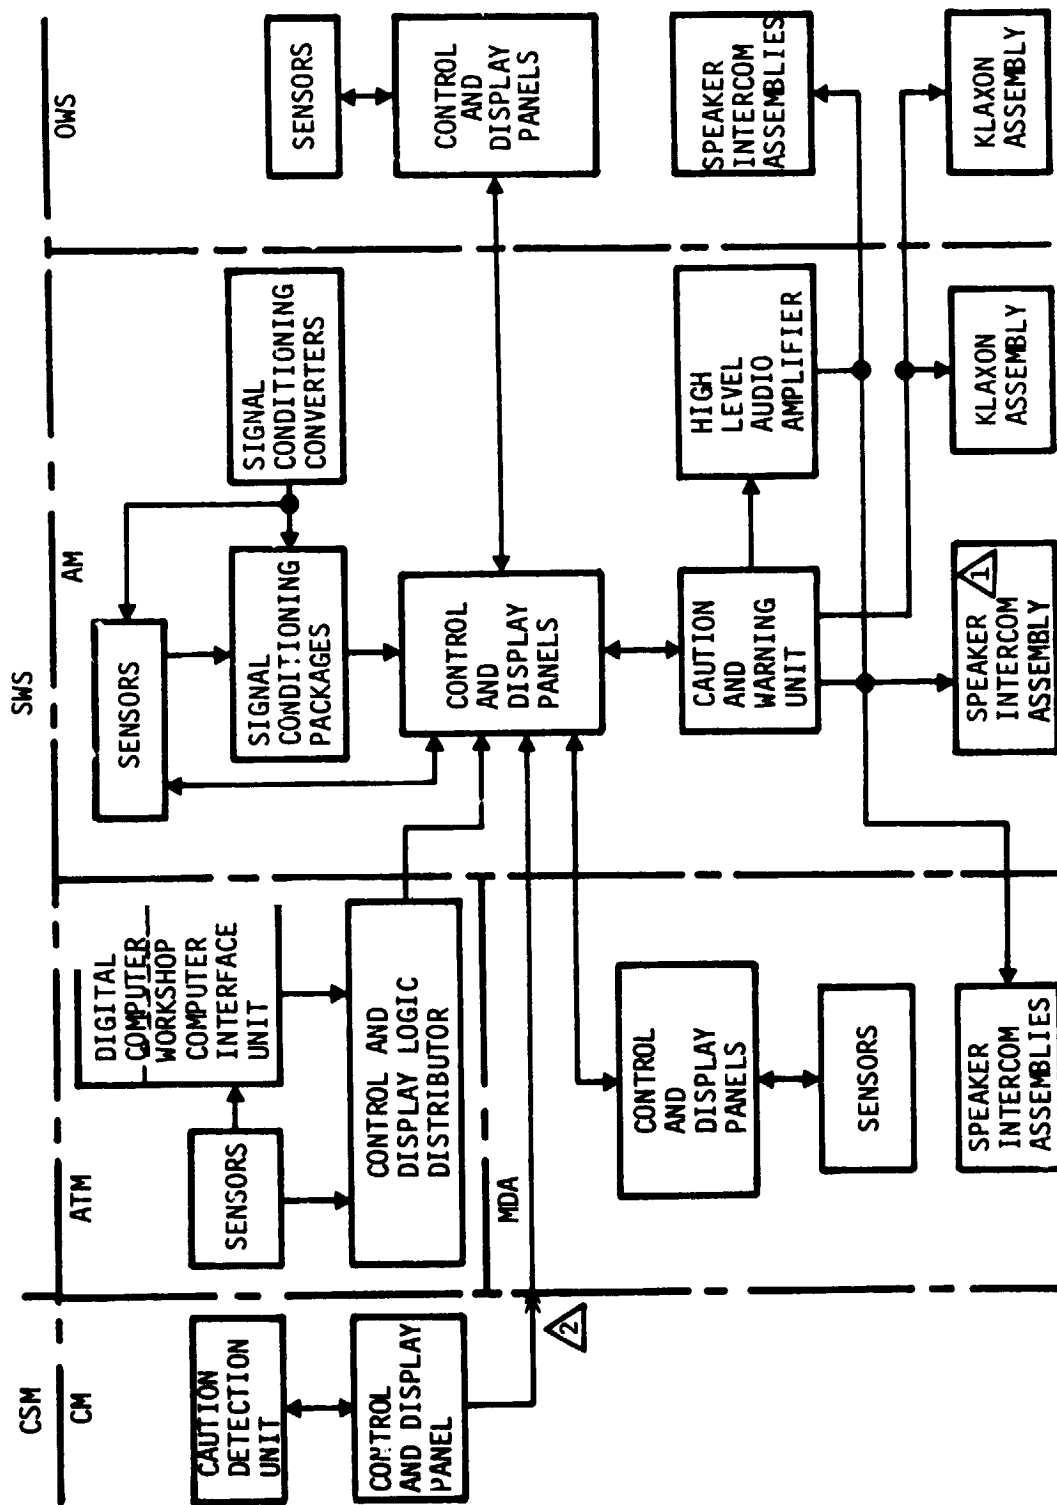 CSM
SWS
CM
ATM
AM
OWS
CAUTION
DETECTION
UNIT
CONTROL
AND DISPLAY
PANEL
2
SENSORS
DIGITAL
COMPUTER
WORKSHOP
COMPUTER
INTERFACE
UNIT
CONTROL AND
DISPLAY LOGIC
DISTRIBUTOR
MDA
CONTROL
AND DISPLAY
PANELS
SENSORS
SPEAKER
INTERCOM
ASSEMBLIES
SENSORS
SIGNAL
CONDITIONING
PACKAGES
SIGNAL
CONDITIONING
CONVERTERS
CONTROL
AND DISPLAY
PANELS
CAUTION
AND
WARNING
UNIT
HIGH
LEVEL
AUDIO
AMPLIFIER
SPEAKER
INTERCOM
ASSEMBLY
1
KLAXON
ASSEMBLY
SENSORS
CONTROL
AND
DISPLAY
PANELS
SPEAKER
INTERCOM
ASSEMBLIES
KLAXON
ASSEMBLY